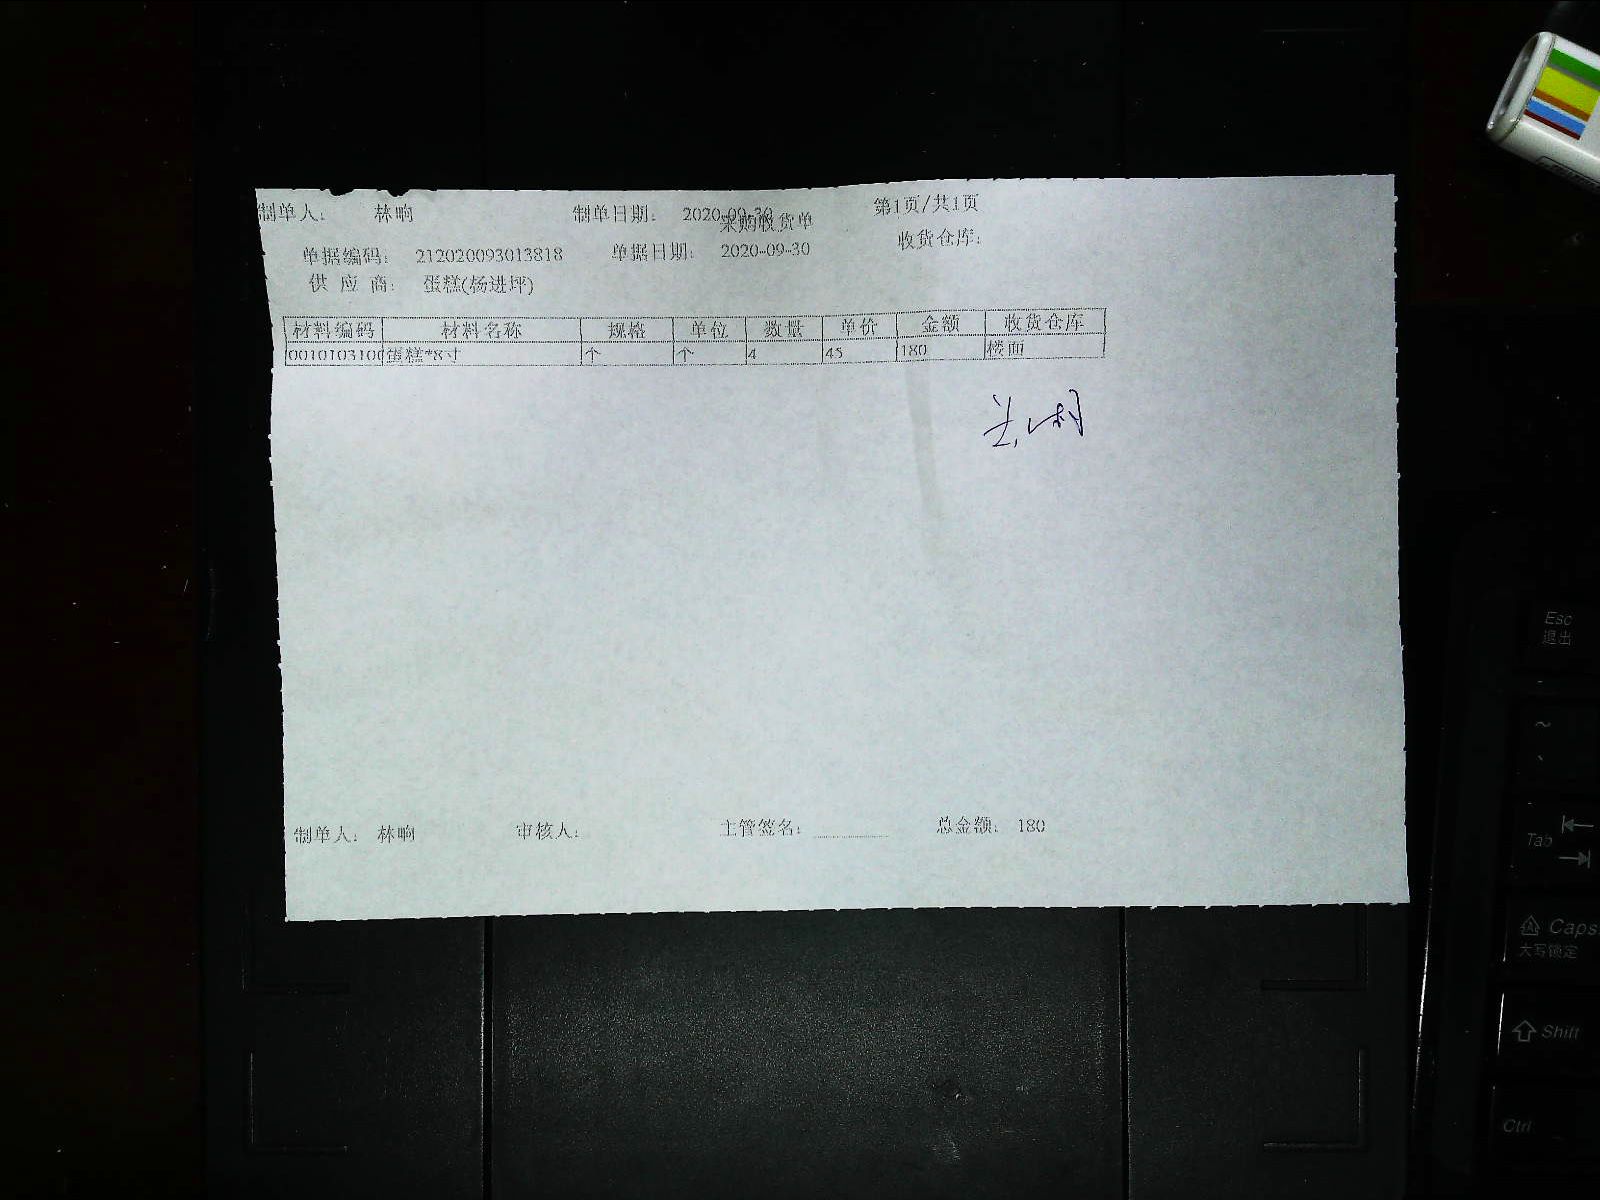 制单人： 林响 制单日期： 2020-09-30 第1页/共1页
采购收货单
单据编码： 212020093013818 单据日期： 2020-09-30 收货仓库：
供 应 商： 蛋糕(杨进坪)
材料编码 材料名称 规格 单位 数量 单价 金额 收货仓库
0010103100 蛋糕*8寸 个 个 4 45 180 楼面
制单人： 林响 审核人： 主管签名： 总金额： 180
Esc
退出
~
Tab
Caps
大写锁定
Shift
Ctrl